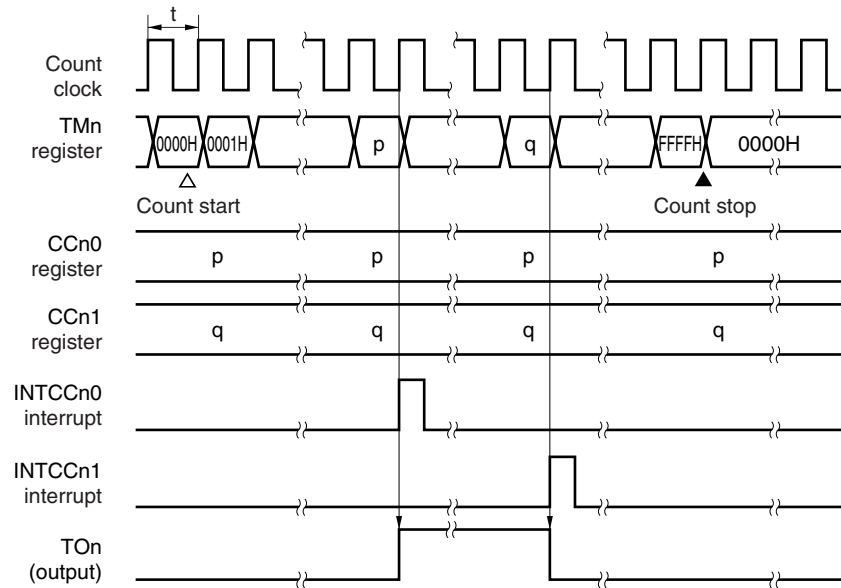 t
Count
clock
TMn
register
0000H 0001H p q FFFFH 0000H
Count start Count stop
CCn0
register
p p p p
CCn1
register
q q q q
INTCCn0
interrupt
INTCCn1
interrupt
TOn
(output)